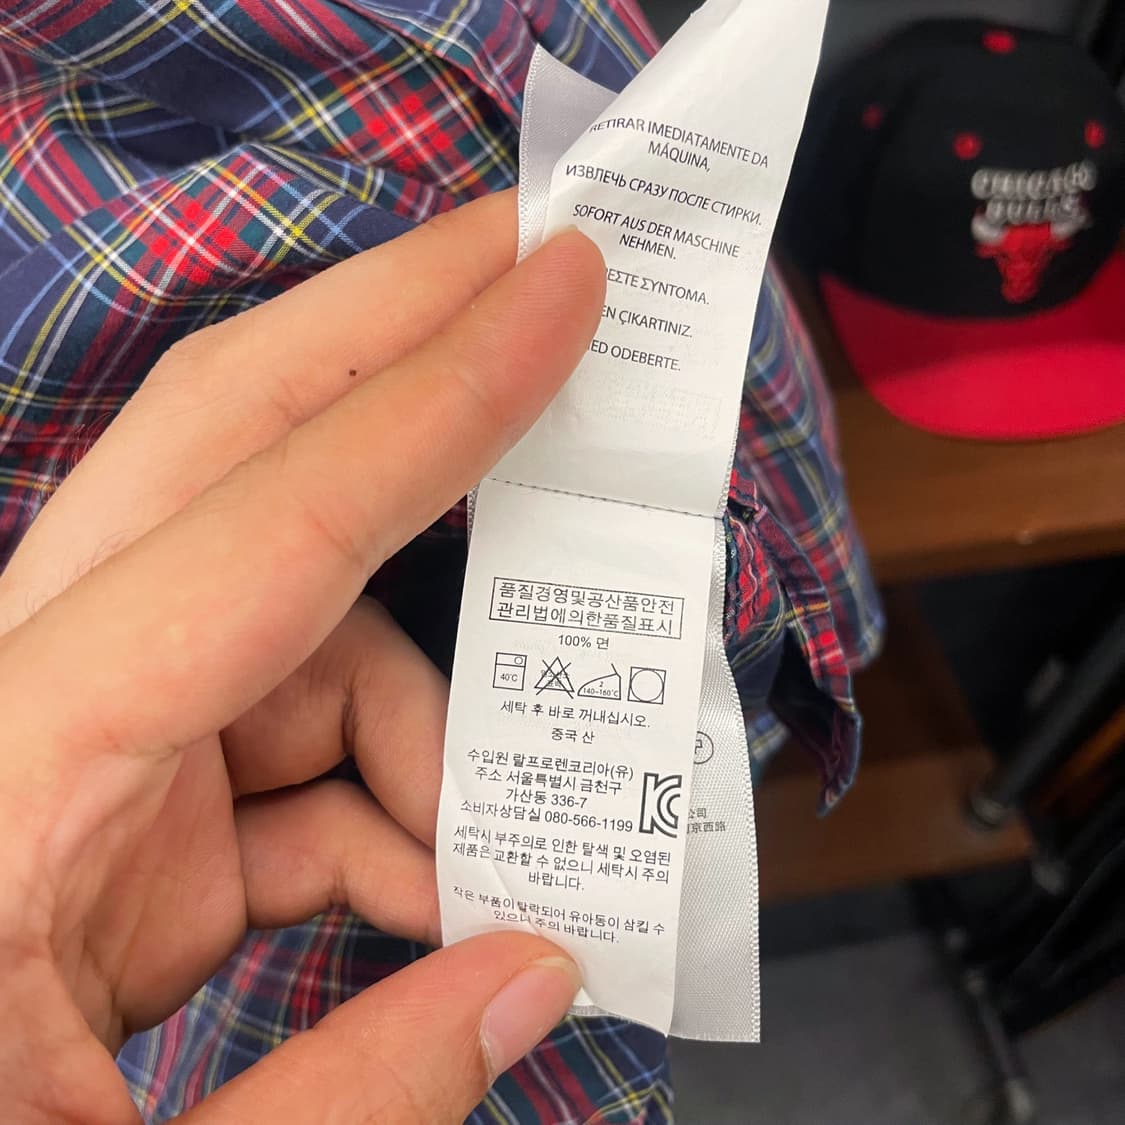 RETIRAR IMEDIATAMENTE DA
MÁQUINA,
ИЗВЛЕЧЬ СРАЗУ ПОСЛЕ СТИРКИ.
SOFORT AUS DER MASCHINE
NEHMEN.
ΣΥΝΤΟΜΑ.
ÇIKARTINIZ.
ODEBERTE.
품질경영및공산품안전
관리법에의한품질표시
100% 면
40°C
2
140~160°C
세탁 후 바로 꺼내십시오.
중국 산
수입원 랄프로렌코리아(유)
주소 서울특별시 금천구
가산동 336-7
소비자상담실 080-566-1199
세탁시 부주의로 인한 탈색 및 오염된
제품은 교환할 수 없으니 세탁시 주의
바랍니다.
작은 부품이 탈락되어 유아동이 삼킬 수
있으니 주의 바랍니다.
CHICAGO
BULLS